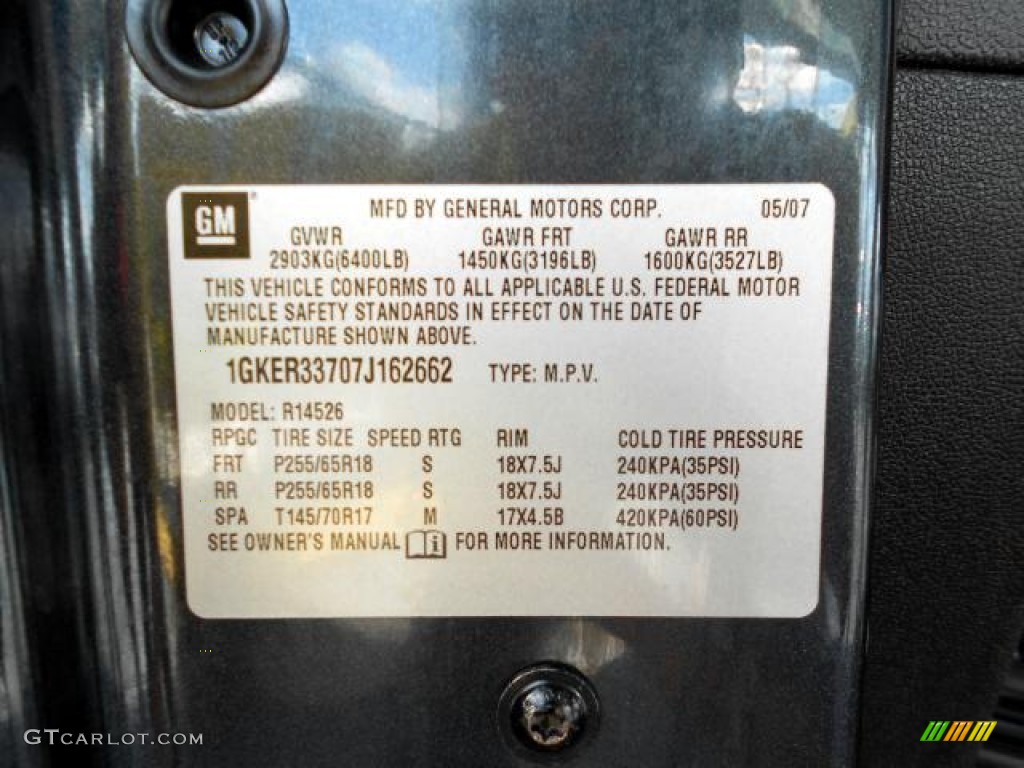 GM
MFD BY GENERAL MOTORS CORP. 05/07
GVWR GAWR FRT GAWR RR
2903KG(6400LB) 1450KG(3196LB) 1600KG(3527LB)
THIS VEHICLE CONFORMS TO ALL APPLICABLE U.S. FEDERAL MOTOR
VEHICLE SAFETY STANDARDS IN EFFECT ON THE DATE OF
MANUFACTURE SHOWN ABOVE.
1GKER33707J162662 TYPE: M.P.V.
MODEL: R14526
RPGC TIRE SIZE SPEED RTG RIM COLD TIRE PRESSURE
FRT P255/65R18 S 18X7.5J 240KPA(35PSI)
RR P255/65R18 S 18X7.5J 240KPA(35PSI)
SPA T145/70R17 M 17X4.5B 420KPA(60PSI)
SEE OWNER'S MANUAL i FOR MORE INFORMATION.
GTCARLOT.COM